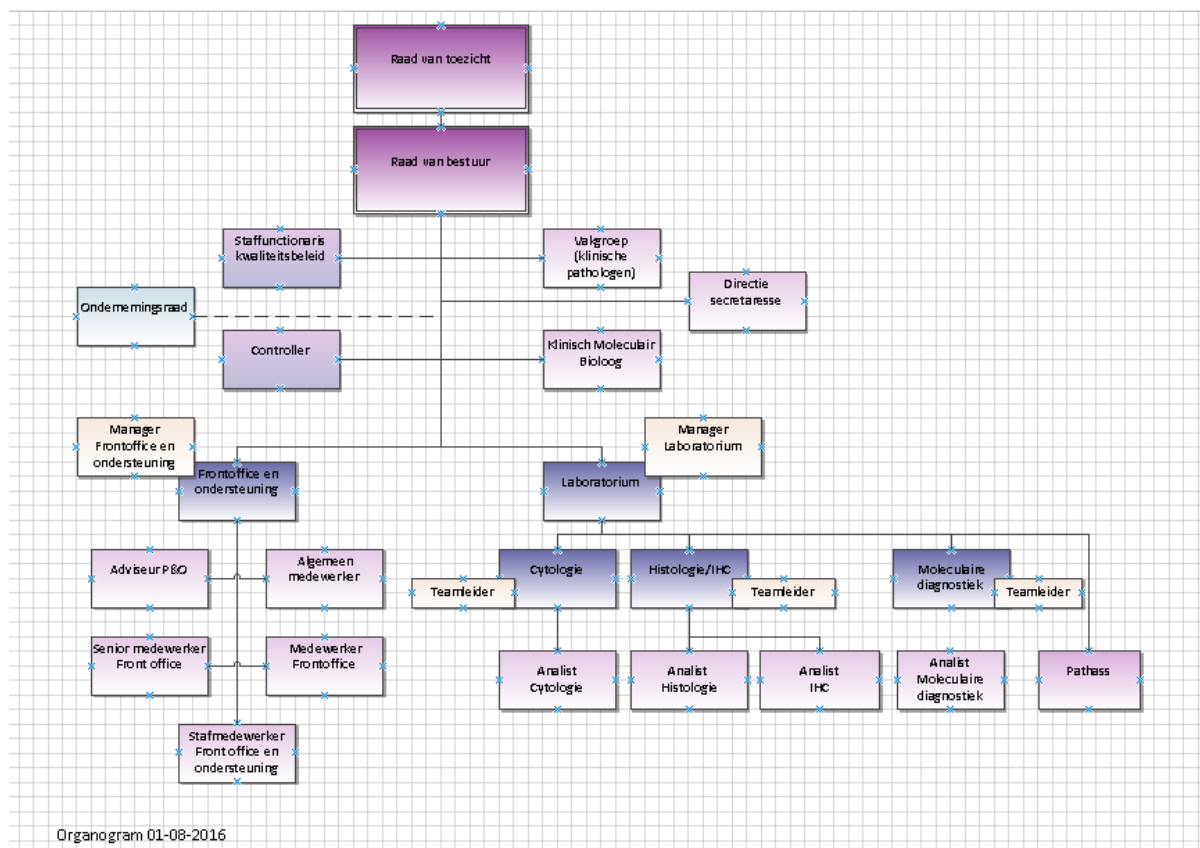 Raad van toezicht
Raad van bestuur
Staffunctionaris
kwaliteitsbeleid
Vakgroep
(klinische
pathologen)
Directie
secretaresse
Ondernemingsraad
Controller
Klinisch Moleculair
Bioloog
Manager
Frontoffice en
ondersteuning
Manager
Laboratorium
Frontoffice en
ondersteuning
Laboratorium
Adviseur P&O
Algemeen
medewerker
Cytologie
Teamleider
Histologie/IHC
Teamleider
Moleculaire
diagnostiek
Teamleider
Senior medewerker
Front office
Medewerker
Frontoffice
Analist
Cytologie
Analist
Histologie
Analist
IHC
Analist
Moleculaire
diagnostiek
Pathass
Stafmedewerker
Front office en
ondersteuning
Organogram 01-08-2016